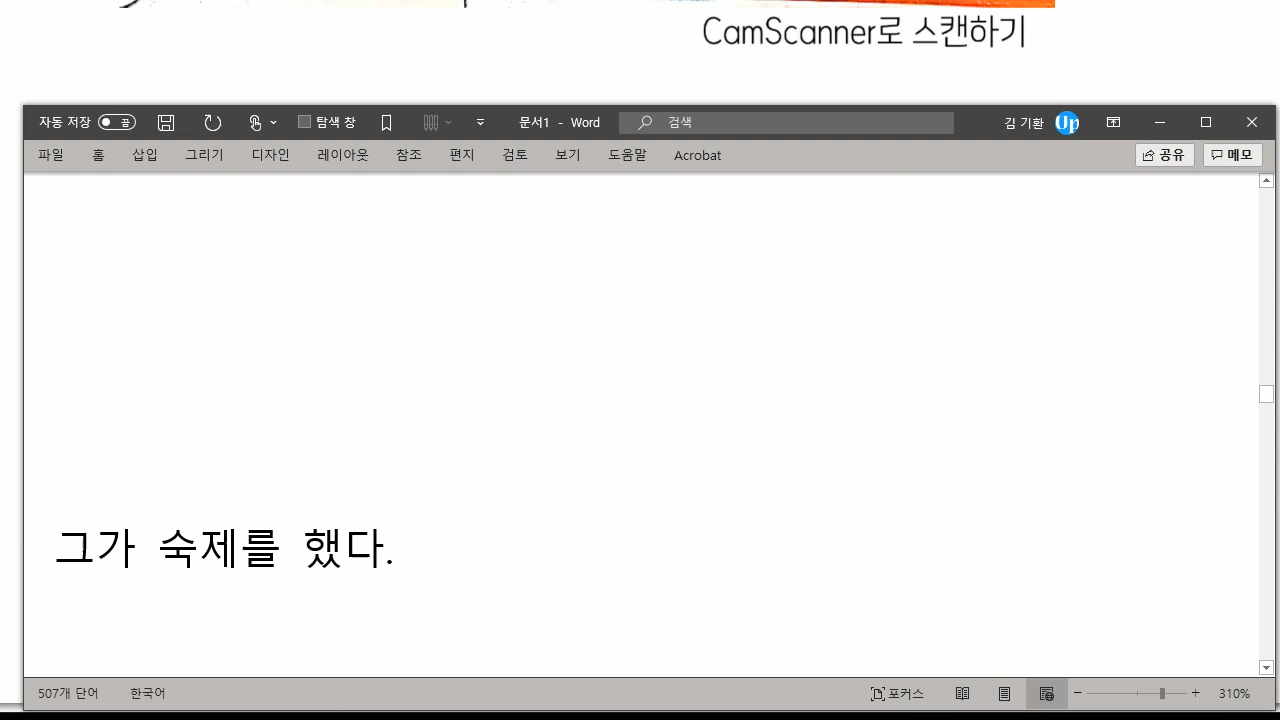 CamScanner로 스캔하기
자동 저장 끔 탐색 창 문서1 - Word 검색 김 기환 Up
파일 홈 삽입 그리기 디자인 레이아웃 참조 편지 검토 보기 도움말 Acrobat 공유 메모
그가 숙제를 했다.
507개 단어 한국어 포커스 310%